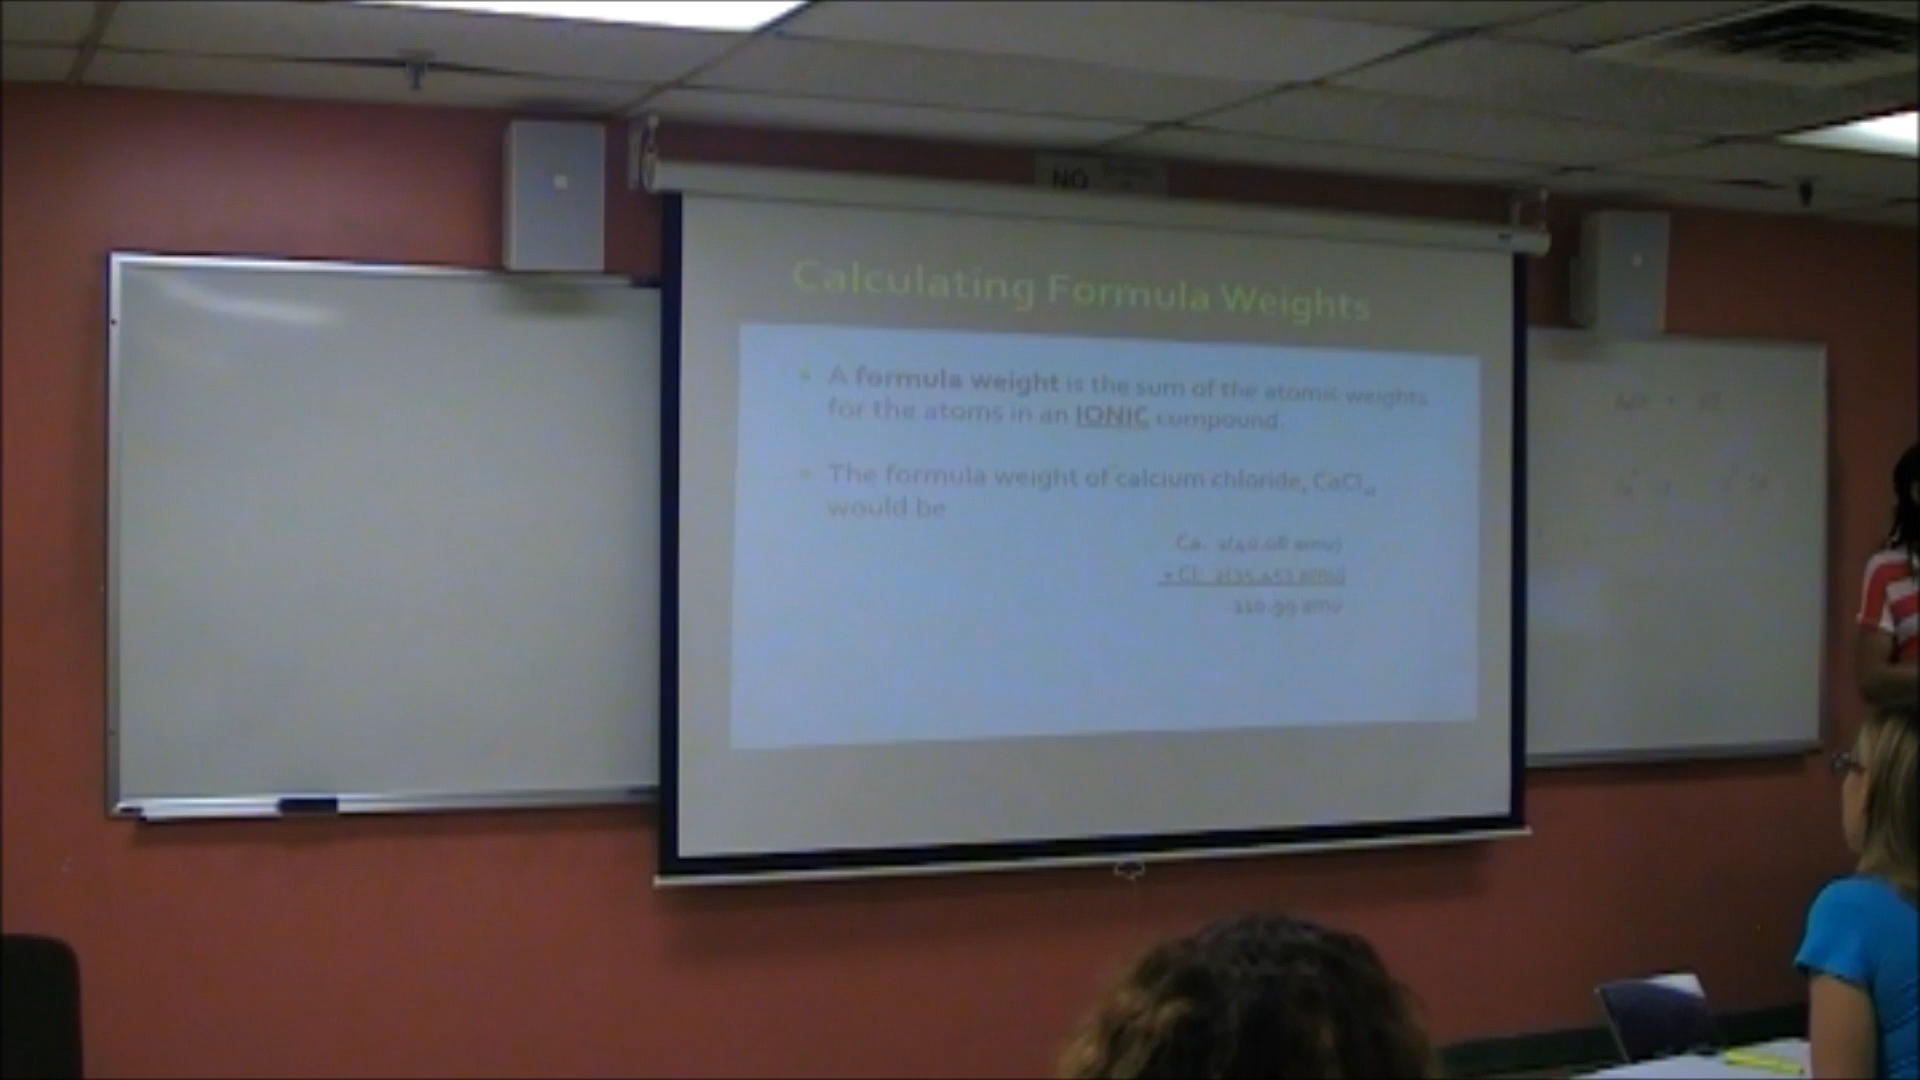 NO
Calculating Formula Weights
• A formula weight is the sum of the atomic weights
for the atoms in an IONIC compound.
• The formula weight of calcium chloride, CaCl₂,
would be
Ca: 1(40.08 amu)
+ Cl: 2(35.453 amu)
110.99 amu